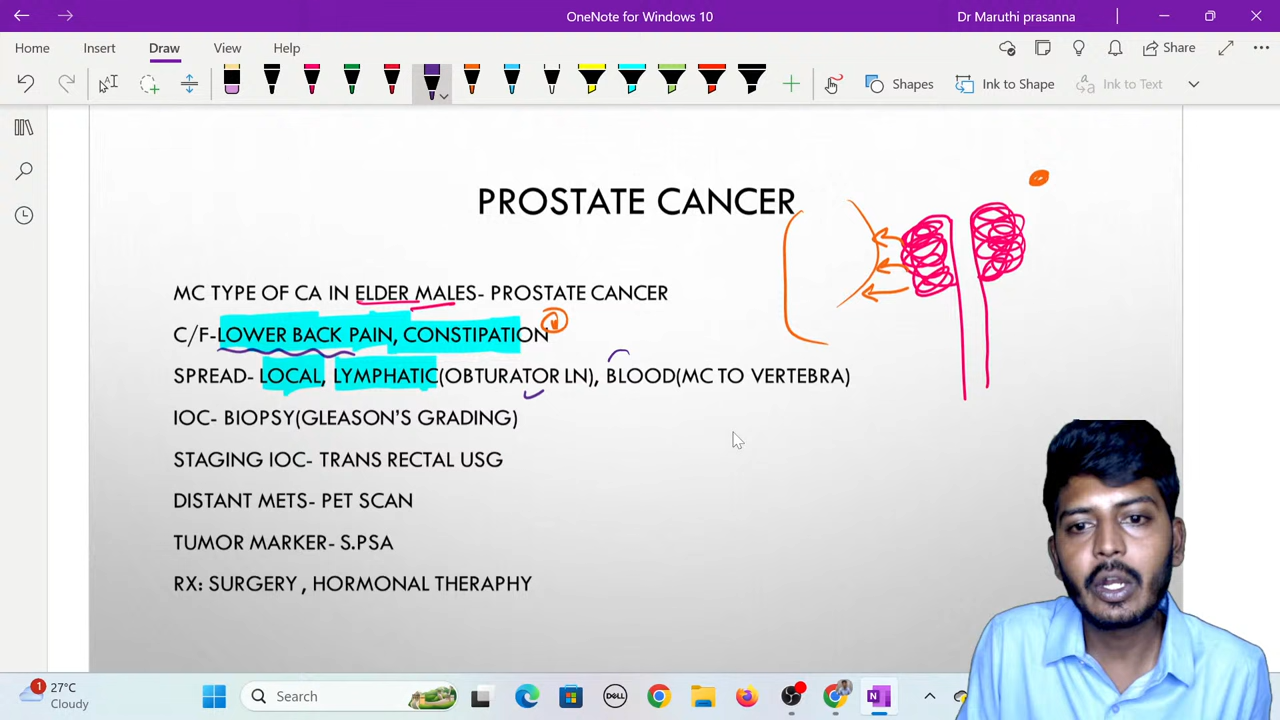 OneNote for Windows 10
Dr Maruthi prasanna
Home Insert Draw View Help
Share
Shapes Ink to Shape Ink to Text
PROSTATE CANCER
MC TYPE OF CA IN ELDER MALES- PROSTATE CANCER
C/F-LOWER BACK PAIN, CONSTIPATION
SPREAD- LOCAL, LYMPHATIC(OBTURATOR LN), BLOOD(MC TO VERTEBRA)
IOC- BIOPSY(GLEASON'S GRADING)
STAGING IOC- TRANS RECTAL USG
DISTANT METS- PET SCAN
TUMOR MARKER- S.PSA
RX: SURGERY , HORMONAL THERAPHY
1
27°C
Cloudy
Search
DELL